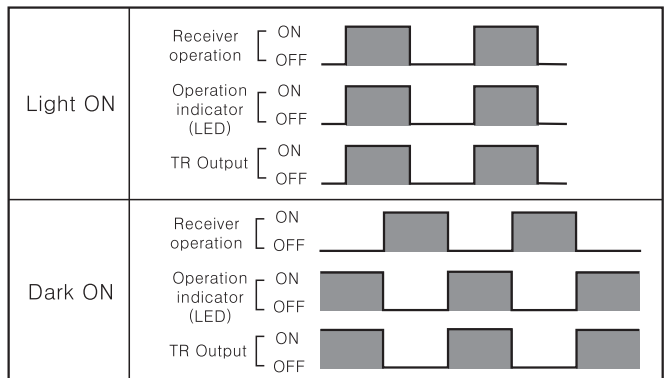 Light ON
Receiver
operation
ON
OFF
Operation
indicator
(LED)
ON
OFF
TR Output
ON
OFF
Dark ON
Receiver
operation
ON
OFF
Operation
indicator
(LED)
ON
OFF
TR Output
ON
OFF